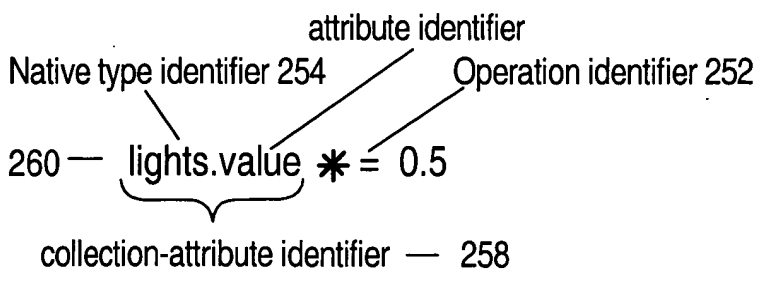 attribute identifier
Native type identifier 254 Operation identifier 252
260 — lights.value *= 0.5
collection-attribute identifier — 258